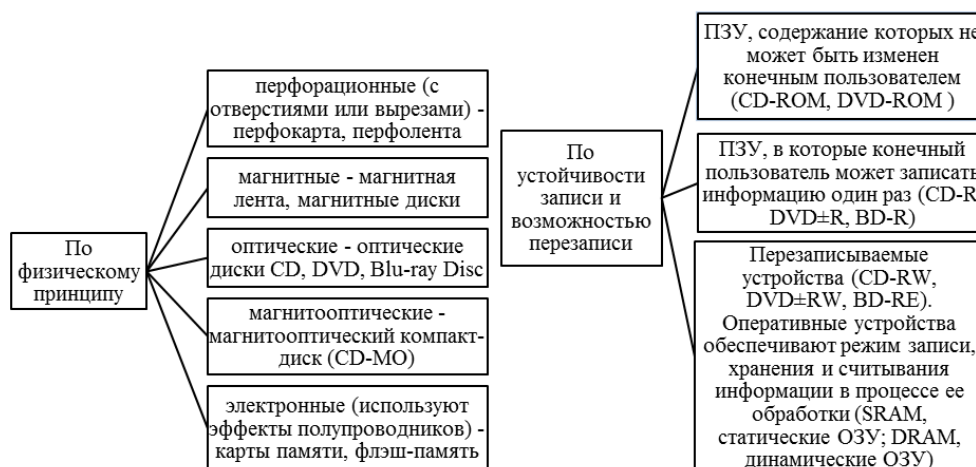 По
физическому
принципу
перфорационные (с
отверстиями или вырезами) -
перфокарта, перфолента
магнитные - магнитная
лента, магнитные диски
оптические - оптические
диски CD, DVD, Blu-ray Disc
магнитооптические -
магнитооптический компакт-
диск (CD-MO)
электронные (используют
эффекты полупроводников) -
карты памяти, флэш-память
По
устойчивости
записи и
возможностью
перезаписи
ПЗУ, содержание которых не
может быть изменен
конечным пользователем
(CD-ROM, DVD-ROM )
ПЗУ, в которые конечный
пользователь может записать
информацию один раз (CD-R
DVD±R, BD-R)
Перезаписываемые
устройства (CD-RW,
DVD±RW, BD-RE).
Оперативные устройства
обеспечивают режим записи,
хранения и считывания
информации в процессе ее
обработки (SRAM,
статические ОЗУ; DRAM,
динамические ОЗУ)